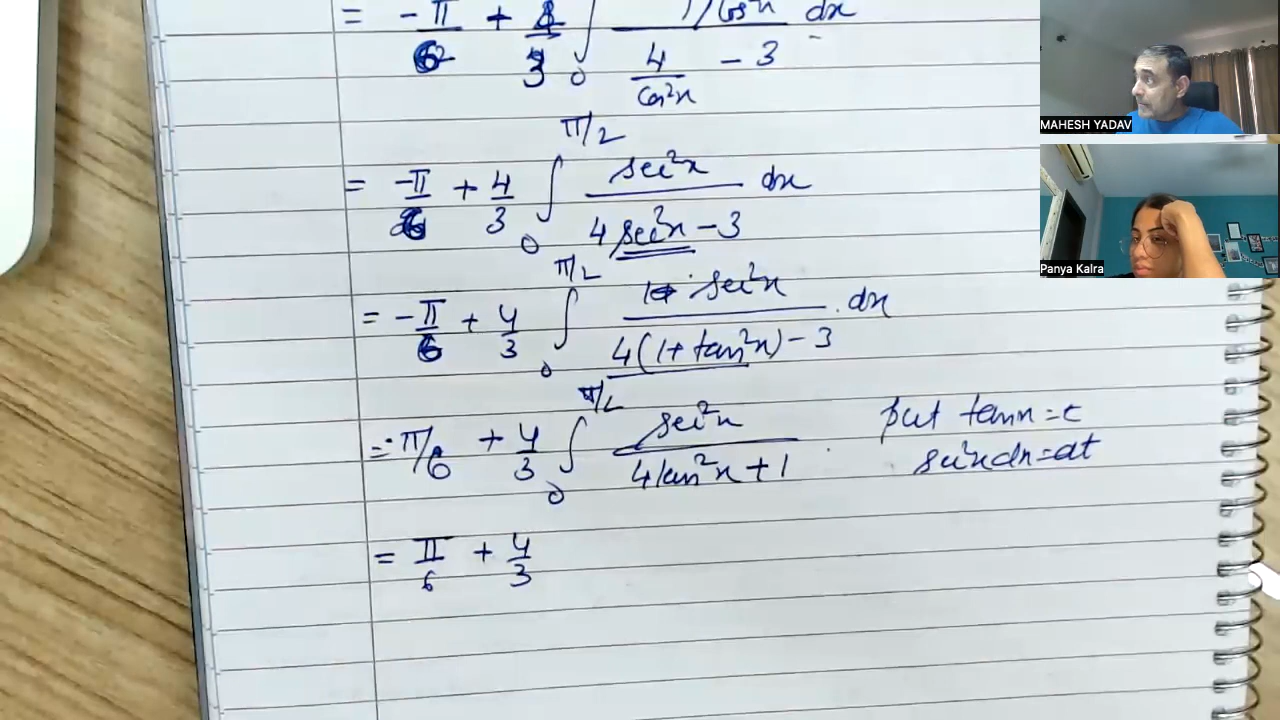 = -π/6 + 4/3 ∫₀ 1/cos²x / (4/cos²x - 3) dx
= -π/6 + 4/3 ∫₀^π/2 sec²x / (4 sec²x - 3) dx
= -π/6 + 4/3 ∫₀^π/2 sec²x / (4(1 + tan²x) - 3) . dx
= -π/6 + 4/3 ∫₀^π/2 sec²x / (4tan²x + 1) put tanx = t
sec²xdx = dt
= π/6 + 4/3
MAHESH YADAV
Panya Kalra